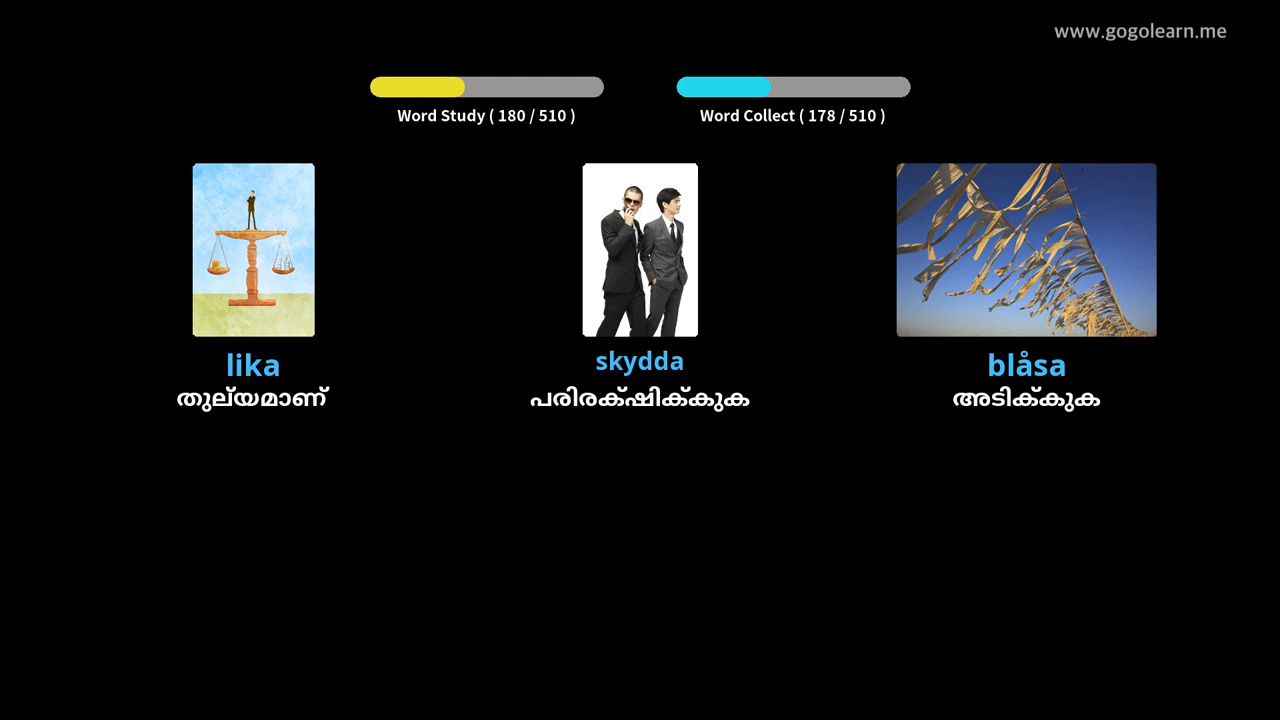 www.gogolearn.me
Word Study ( 180 / 510 )
Word Collect ( 178 / 510 )
lika
skydda
blåsa
തുല്യമാണ്
പരിരക്ഷിക്കുക
അടിക്കുക